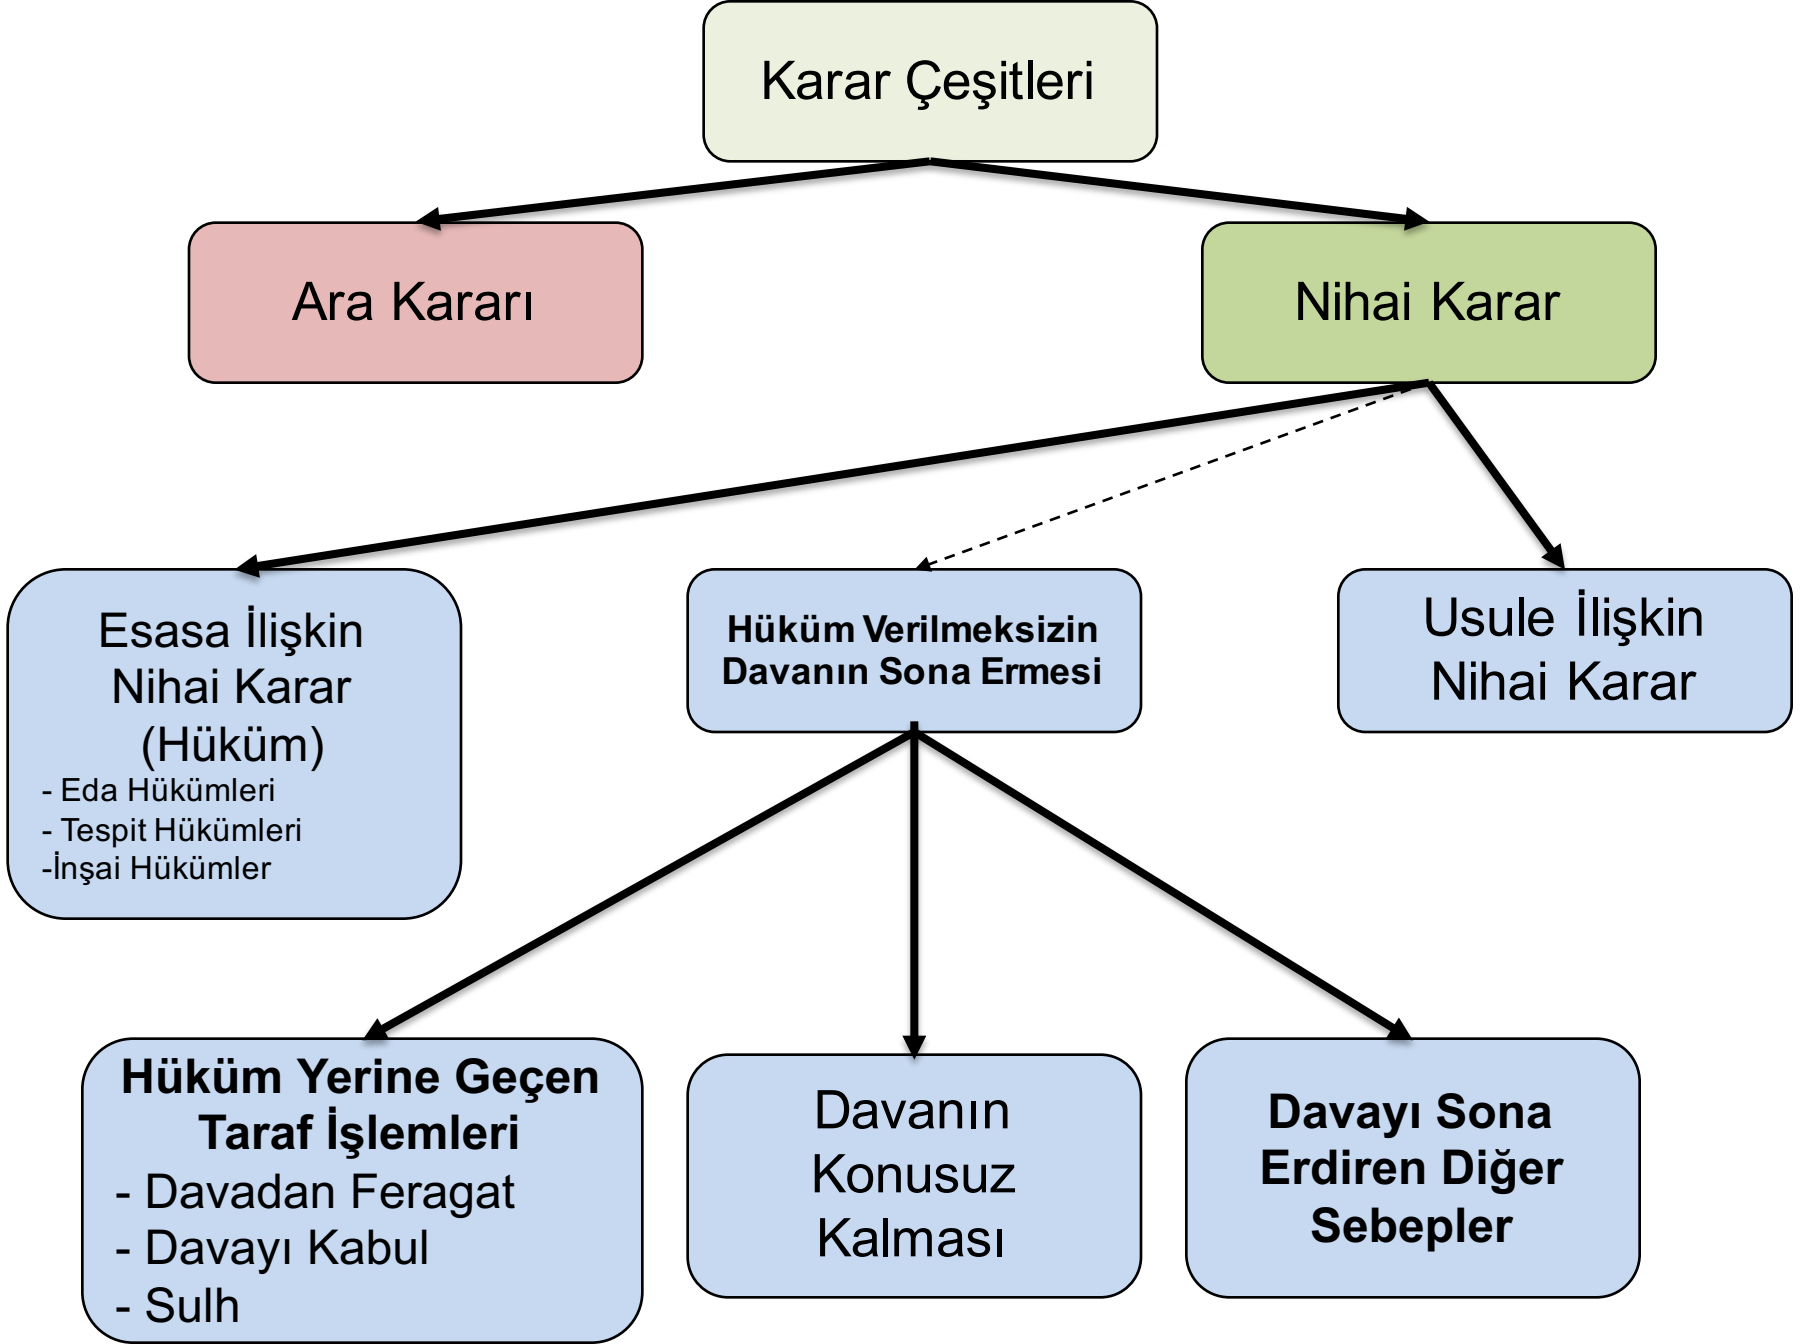 Karar Çeşitleri
Ara Kararı
Nihai Karar
Esasa İlişkin
Nihai Karar
(Hüküm)
- Eda Hükümleri
- Tespit Hükümleri
-İnşai Hükümler
Hüküm Verilmeksizin
Davanın Sona Ermesi
Usule İlişkin
Nihai Karar
Hüküm Yerine Geçen
Taraf İşlemleri
- Davadan Feragat
- Davayı Kabul
- Sulh
Davanın
Konusuz
Kalması
Davayı Sona
Erdiren Diğer
Sebepler